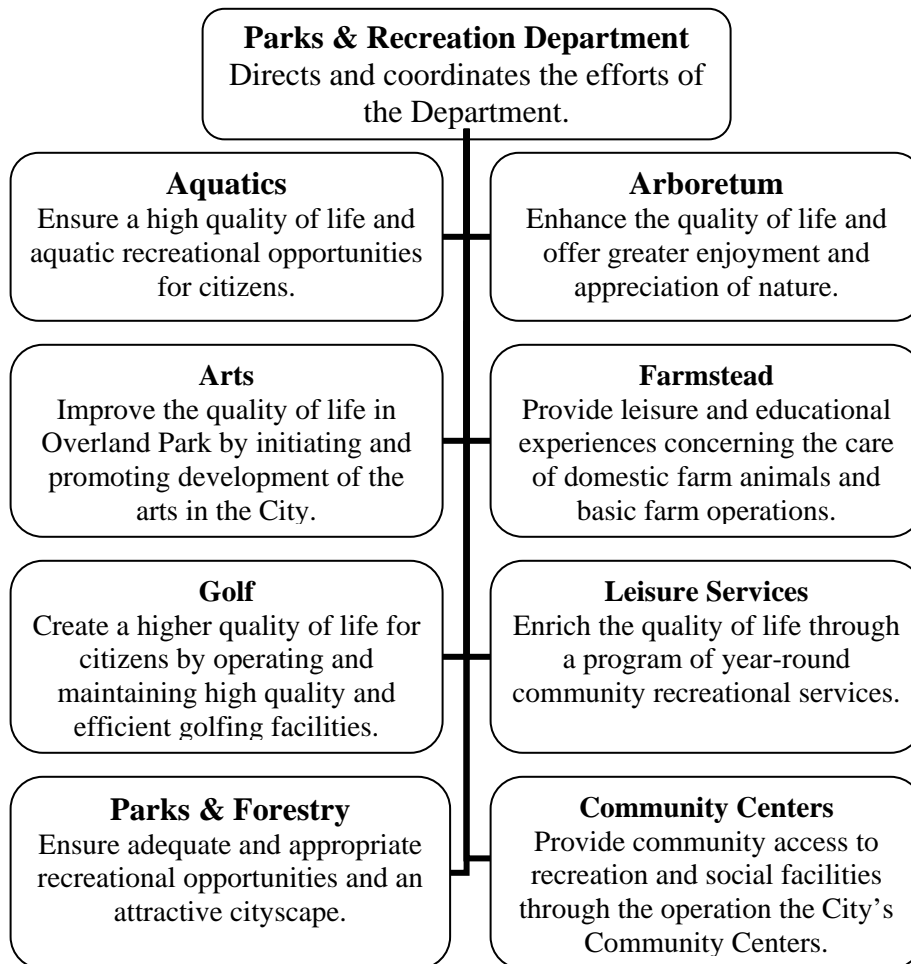 Parks & Recreation Department
Directs and coordinates the efforts of
the Department.
Aquatics
Ensure a high quality of life and
aquatic recreational opportunities
for citizens.
Arboretum
Enhance the quality of life and
offer greater enjoyment and
appreciation of nature.
Arts
Improve the quality of life in
Overland Park by initiating and
promoting development of the
arts in the City.
Farmstead
Provide leisure and educational
experiences concerning the care
of domestic farm animals and
basic farm operations.
Golf
Create a higher quality of life for
citizens by operating and
maintaining high quality and
efficient golfing facilities.
Leisure Services
Enrich the quality of life through
a program of year-round
community recreational services.
Parks & Forestry
Ensure adequate and appropriate
recreational opportunities and an
attractive cityscape.
Community Centers
Provide community access to
recreation and social facilities
through the operation the City's
Community Centers.